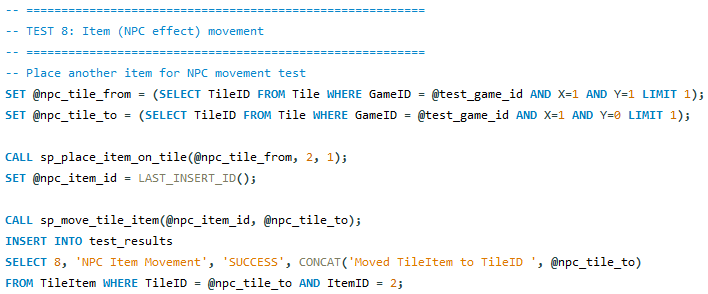 -- ========================================================
-- TEST 8: Item (NPC effect) movement
-- ========================================================
-- Place another item for NPC movement test
SET @npc_tile_from = (SELECT TileID FROM Tile WHERE GameID = @test_game_id AND X=1 AND Y=1 LIMIT 1);
SET @npc_tile_to = (SELECT TileID FROM Tile WHERE GameID = @test_game_id AND X=1 AND Y=0 LIMIT 1);
CALL sp_place_item_on_tile(@npc_tile_from, 2, 1);
SET @npc_item_id = LAST_INSERT_ID();
CALL sp_move_tile_item(@npc_item_id, @npc_tile_to);
INSERT INTO test_results
SELECT 8, 'NPC Item Movement', 'SUCCESS', CONCAT('Moved TileItem to TileID ', @npc_tile_to)
FROM TileItem WHERE TileID = @npc_tile_to AND ItemID = 2;